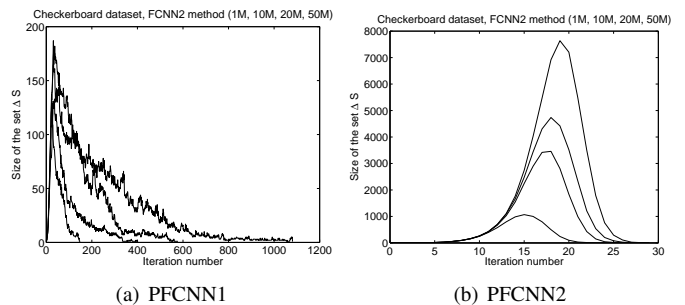 Checkerboard dataset, FCNN2 method (1M, 10M, 20M, 50M)
200
150
100
50
0
Size of the set Δ S
0 200 400 600 800 1000 1200
Iteration number
(a) PFCNN1
Checkerboard dataset, FCNN2 method (1M, 10M, 20M, 50M)
8000
7000
6000
5000
4000
3000
2000
1000
0
Size of the set Δ S
0 5 10 15 20 25 30
Iteration number
(b) PFCNN2